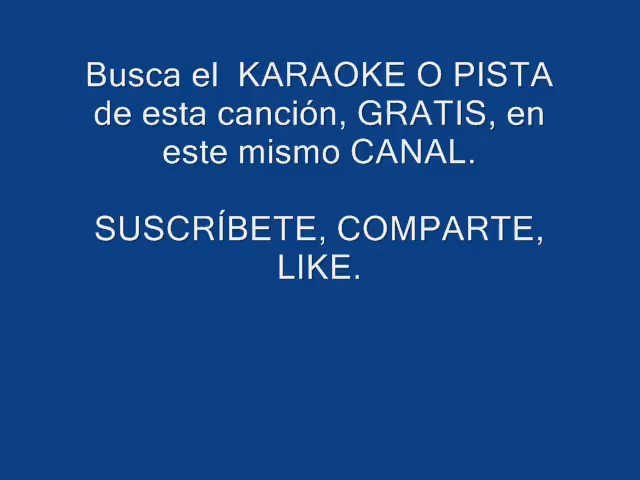 Busca el  KARAOKE O PISTA
de esta canción, GRATIS, en
este mismo CANAL.
SUSCRÍBETE, COMPARTE,
LIKE.